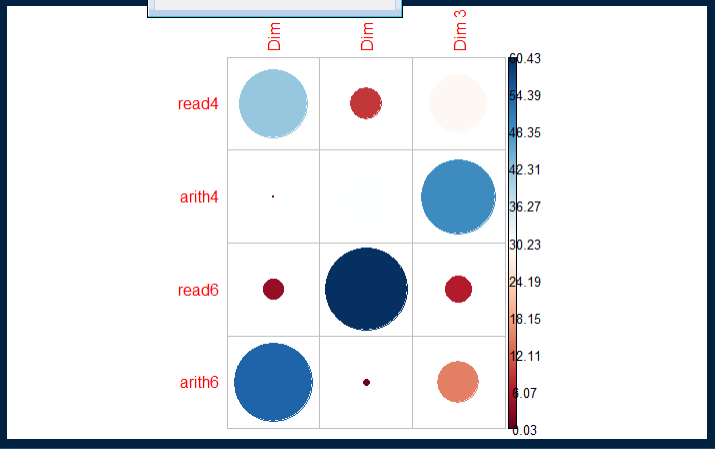 Dim
Dim
Dim 3
read4
arith4
read6
arith6
60.43
54.39
48.35
42.31
36.27
30.23
24.19
18.15
12.11
6.07
0.03